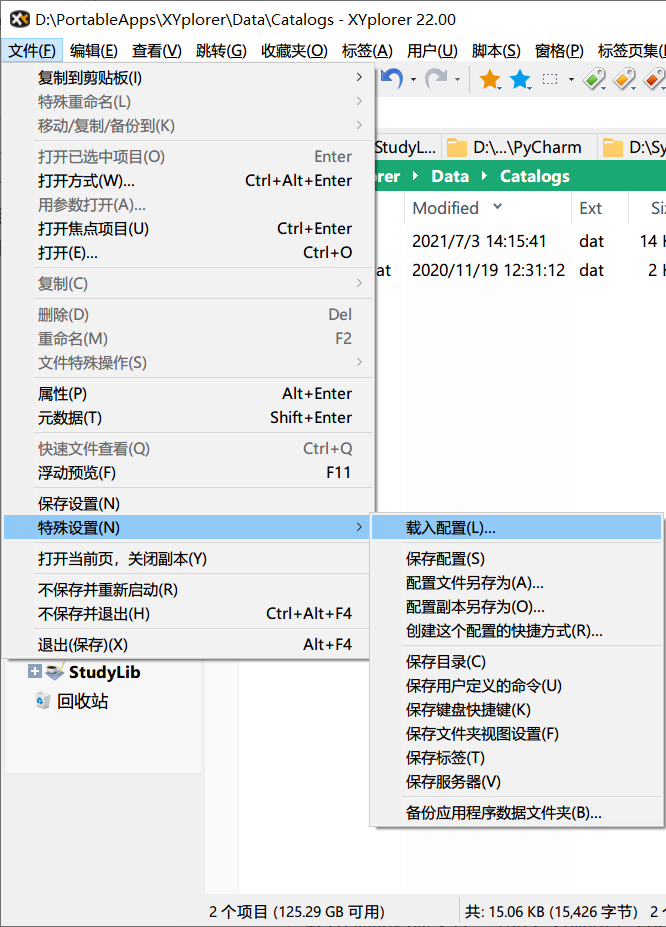 D:\PortableApps\XYplorer\Data\Catalogs - XYplorer 22.00
文件(F) 编辑(E) 查看(V) 跳转(G) 收藏夹(O) 标签(A) 用户(U) 脚本(S) 窗格(P) 标签页集(
复制到剪贴板(I)
特殊重命名(L)
移动/复制/备份到(K)
打开已选中项目(O) Enter
打开方式(W)... Ctrl+Alt+Enter
用参数打开(A)...
打开焦点项目(U) Ctrl+Enter
打开(E)... Ctrl+O
复制(C)
删除(D) Del
重命名(M) F2
文件特殊操作(S)
属性(P) Alt+Enter
元数据(T) Shift+Enter
快速文件查看(Q) Ctrl+Q
浮动预览(F) F11
保存设置(N)
特殊设置(N)
打开当前页，关闭副本(Y)
不保存并重新启动(R)
不保存并退出(H) Ctrl+Alt+F4
退出(保存)(X) Alt+F4
StudyL... D:\...\PyCharm D:\Sy
rer Data Catalogs
Modified Ext Si
2021/7/3 14:15:41 dat 14 K
at 2020/11/19 12:31:12 dat 2 K
载入配置(L)...
保存配置(S)
配置文件另存为(A)...
配置副本另存为(O)...
创建这个配置的快捷方式(R)...
保存目录(C)
保存用户定义的命令(U)
保存键盘快捷键(K)
保存文件夹视图设置(F)
保存标签(T)
保存服务器(V)
备份应用程序数据文件夹(B)...
StudyLib
回收站
2 个项目 (125.29 GB 可用) 共: 15.06 KB (15,426 字节) 2